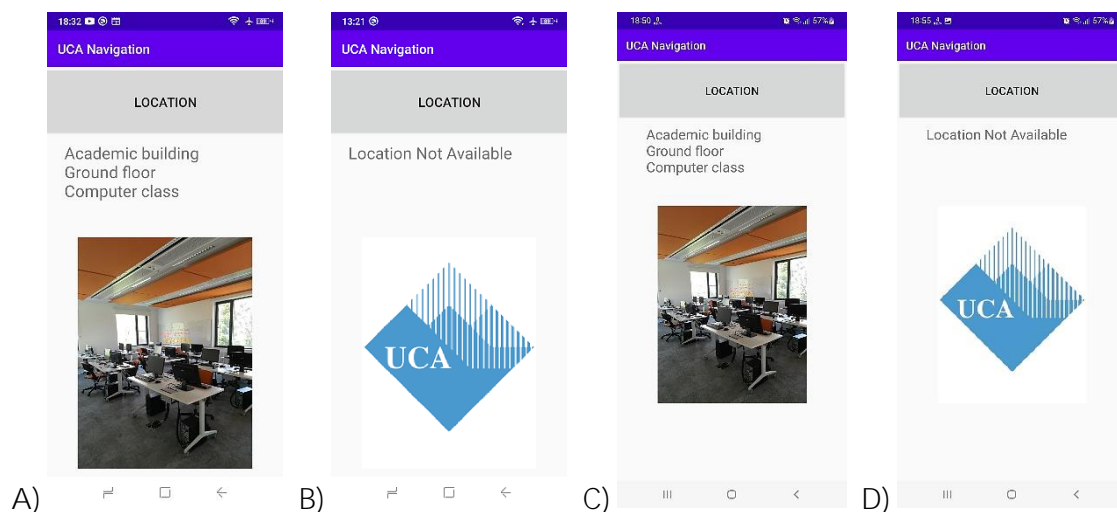 18:32
UCA Navigation
LOCATION
Academic building
Ground floor
Computer class
A)
13:21
UCA Navigation
LOCATION
Location Not Available
UCA
B)
18:50
57%
UCA Navigation
LOCATION
Academic building
Ground floor
Computer class
C)
18:55
57%
UCA Navigation
LOCATION
Location Not Available
UCA
D)